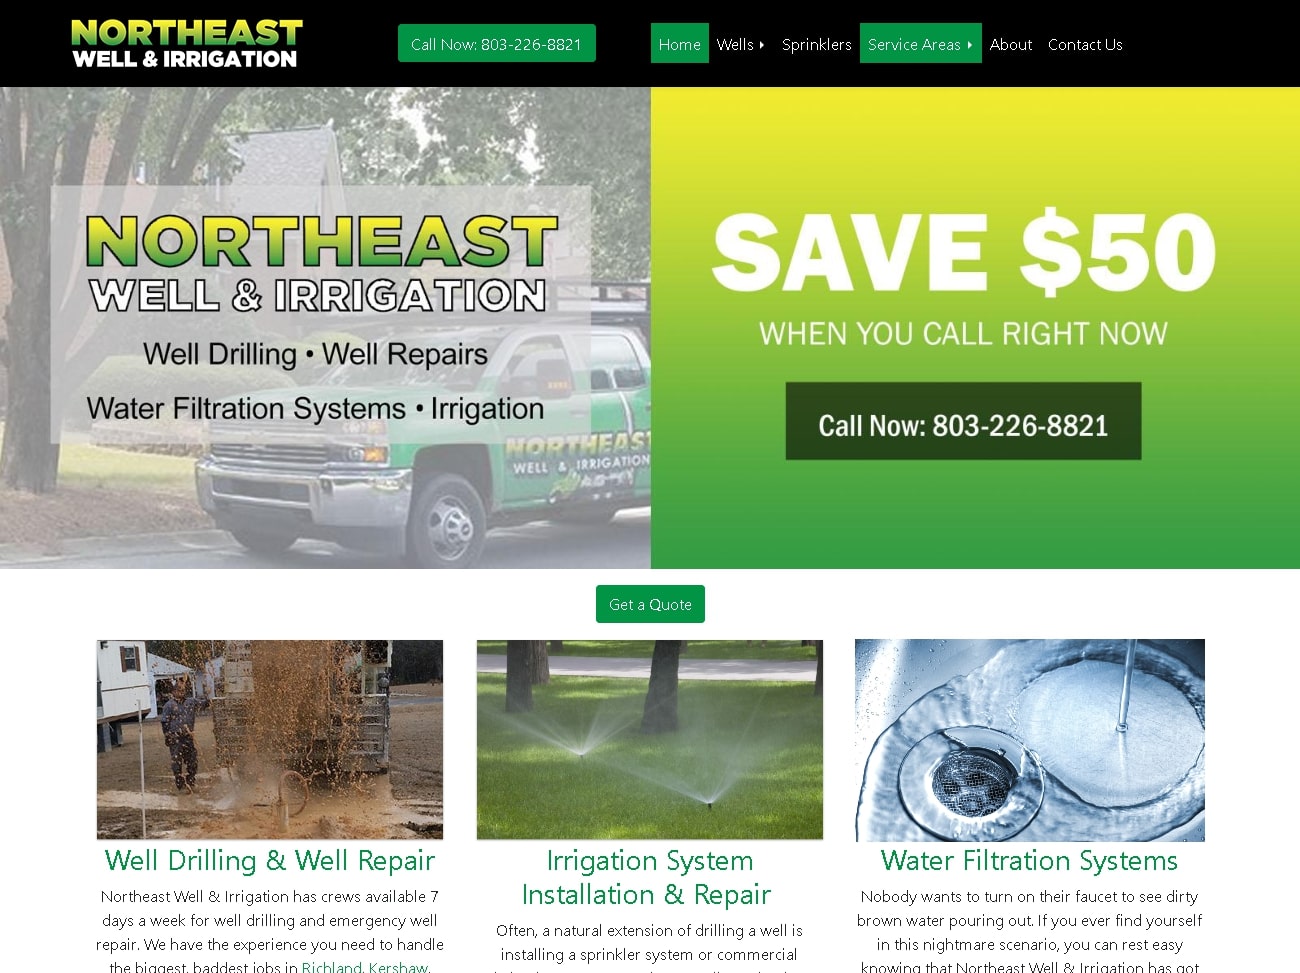 NORTHEAST
WELL & IRRIGATION
Call Now: 803-226-8821
Home
Wells
Sprinklers
Service Areas
About
Contact Us
NORTHEAST
WELL & IRRIGATION
Well Drilling • Well Repairs
Water Filtration Systems • Irrigation
NORTHEAST
WELL & IRRIGATION
SAVE $50
WHEN YOU CALL RIGHT NOW
Call Now: 803-226-8821
Get a Quote
Well Drilling & Well Repair
Northeast Well & Irrigation has crews available 7
days a week for well drilling and emergency well
repair. We have the experience you need to handle
the biggest, baddest jobs in Richland, Kershaw,
Irrigation System
Installation & Repair
Often, a natural extension of drilling a well is
installing a sprinkler system or commercial
Water Filtration Systems
Nobody wants to turn on their faucet to see dirty
brown water pouring out. If you ever find yourself
in this nightmare scenario, you can rest easy
knowing that Northeast Well & Irrigation has got